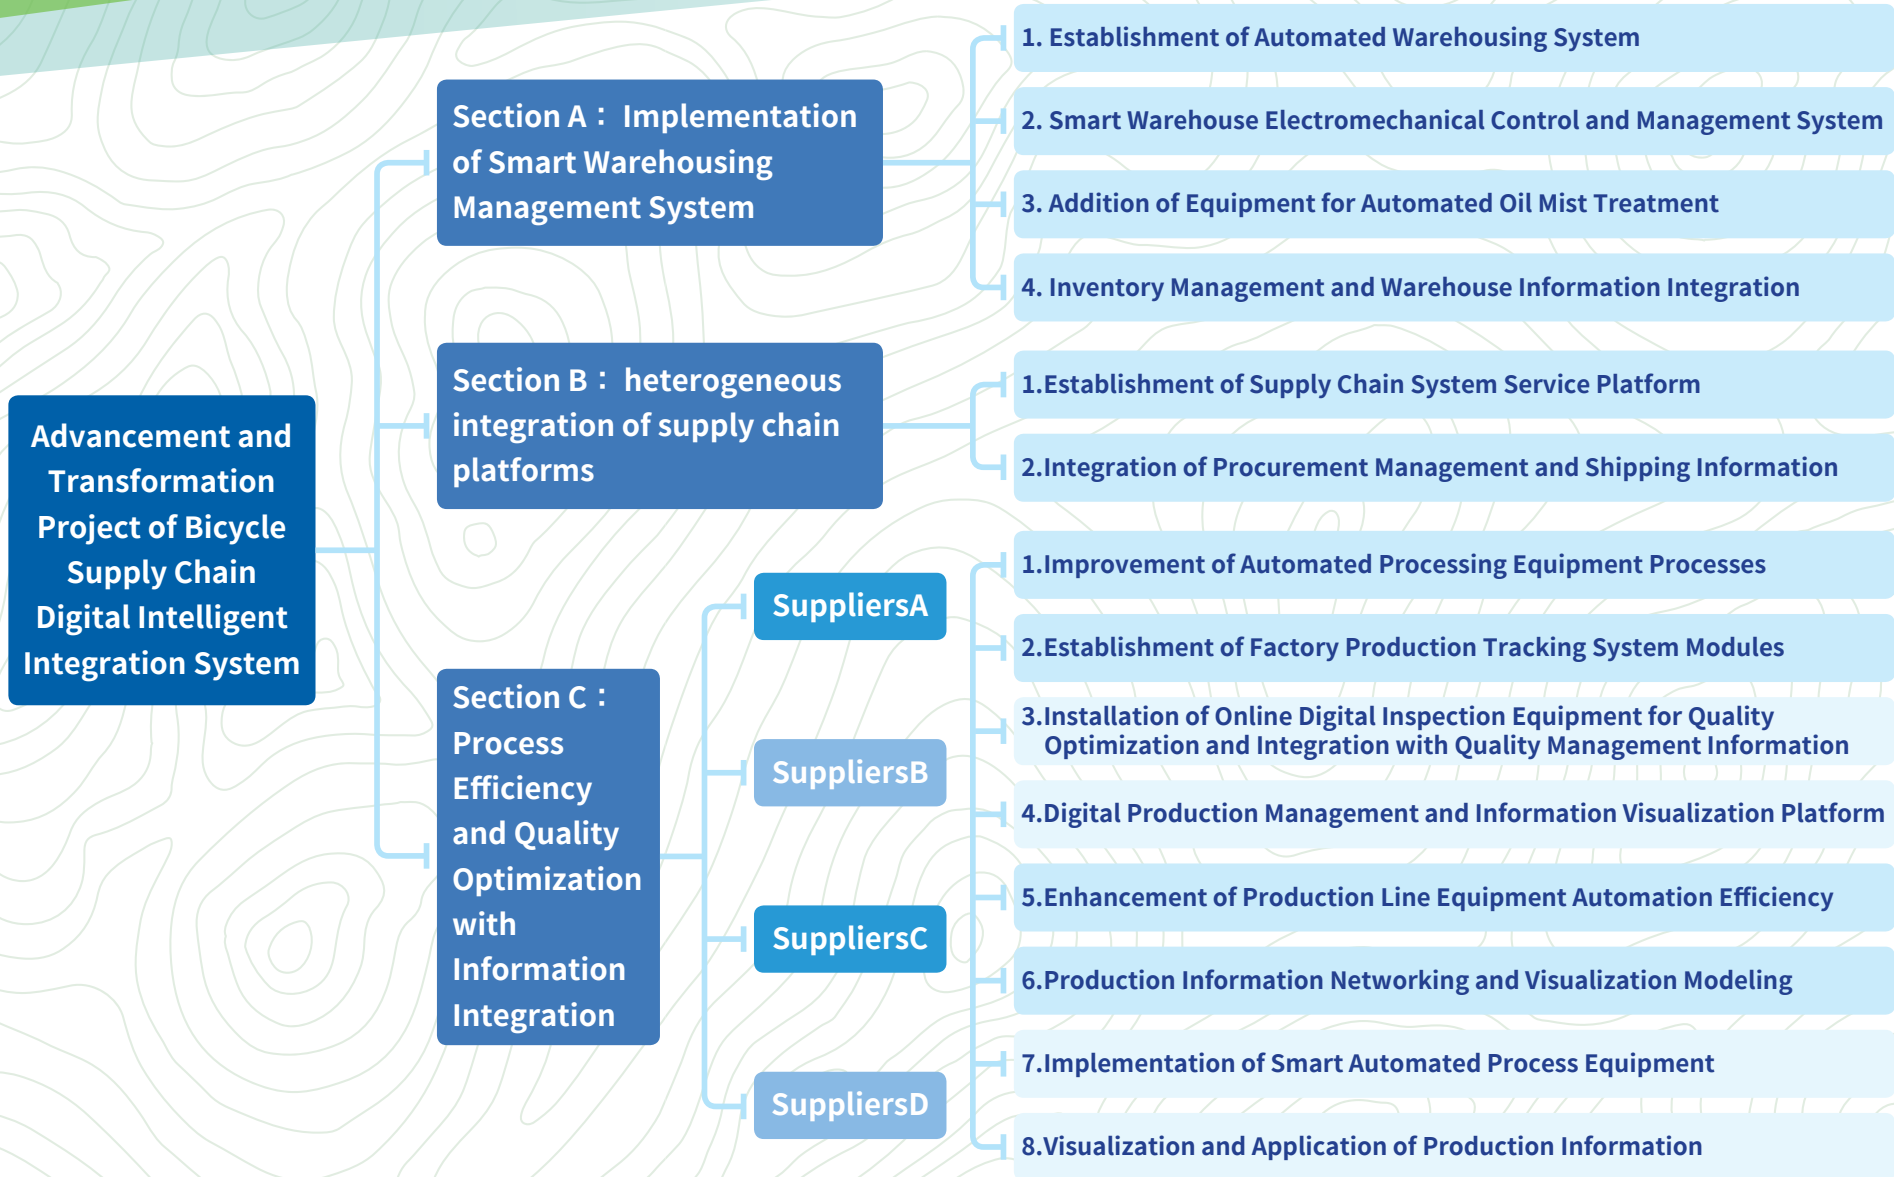 Advancement and
Transformation
Project of Bicycle
Supply Chain
Digital Intelligent
Integration System
Section A： Implementation
of Smart Warehousing
Management System
1. Establishment of Automated Warehousing System
2. Smart Warehouse Electromechanical Control and Management System
3. Addition of Equipment for Automated Oil Mist Treatment
4. Inventory Management and Warehouse Information Integration
Section B： heterogeneous
integration of supply chain
platforms
1.Establishment of Supply Chain System Service Platform
2.Integration of Procurement Management and Shipping Information
Section C：
Process
Efficiency
and Quality
Optimization
with
Information
Integration
SuppliersA
SuppliersB
SuppliersC
SuppliersD
1.Improvement of Automated Processing Equipment Processes
2.Establishment of Factory Production Tracking System Modules
3.Installation of Online Digital Inspection Equipment for Quality
Optimization and Integration with Quality Management Information
4.Digital Production Management and Information Visualization Platform
5.Enhancement of Production Line Equipment Automation Efficiency
6.Production Information Networking and Visualization Modeling
7.Implementation of Smart Automated Process Equipment
8.Visualization and Application of Production Information